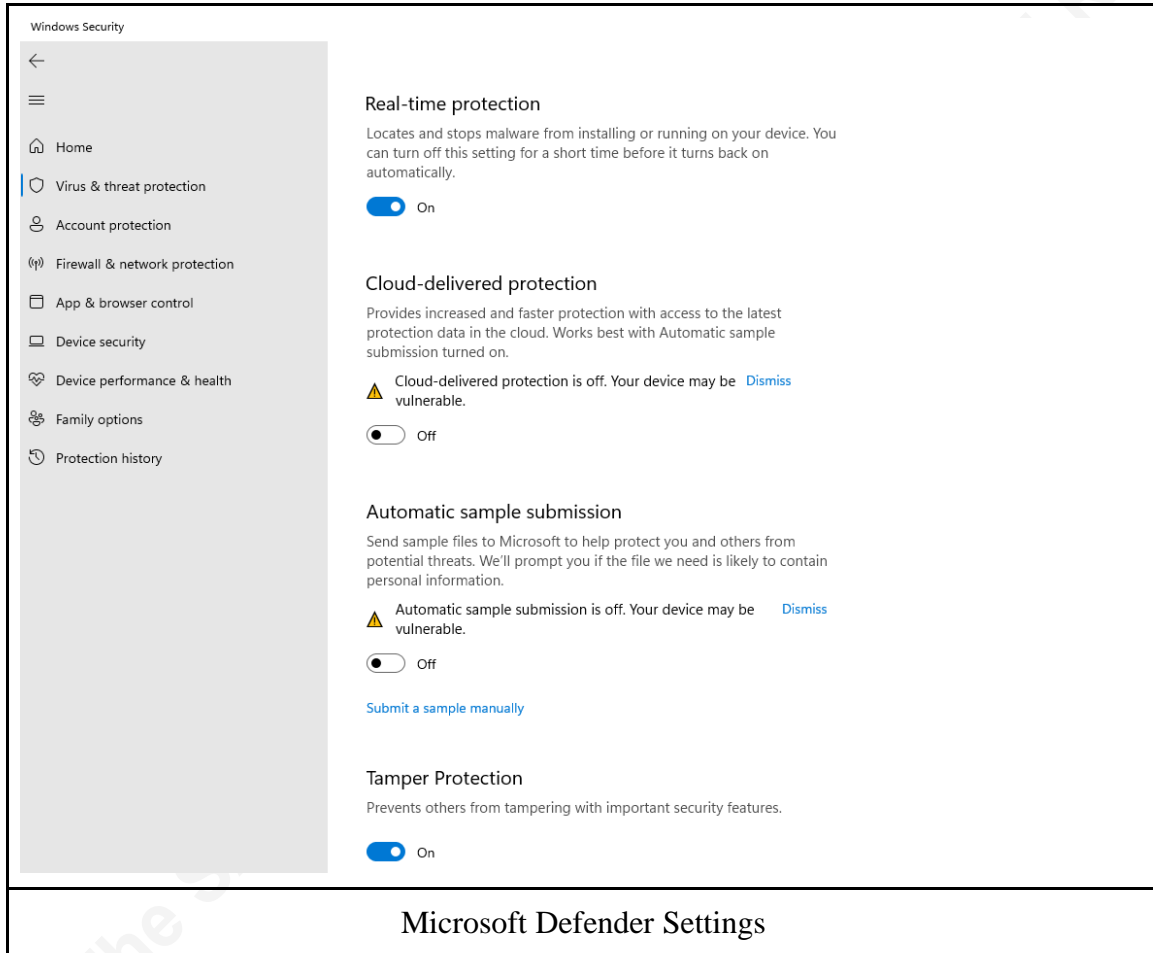 Windows Security
Home
Virus & threat protection
Account protection
Firewall & network protection
App & browser control
Device security
Device performance & health
Family options
Protection history
Real-time protection
Locates and stops malware from installing or running on your device. You
can turn off this setting for a short time before it turns back on
automatically.
On
Cloud-delivered protection
Provides increased and faster protection with access to the latest
protection data in the cloud. Works best with Automatic sample
submission turned on.
Cloud-delivered protection is off. Your device may be Dismiss
vulnerable.
Off
Automatic sample submission
Send sample files to Microsoft to help protect you and others from
potential threats. We'll prompt you if the file we need is likely to contain
personal information.
Automatic sample submission is off. Your device may be Dismiss
vulnerable.
Off
Submit a sample manually
Tamper Protection
Prevents others from tampering with important security features.
On
Microsoft Defender Settings